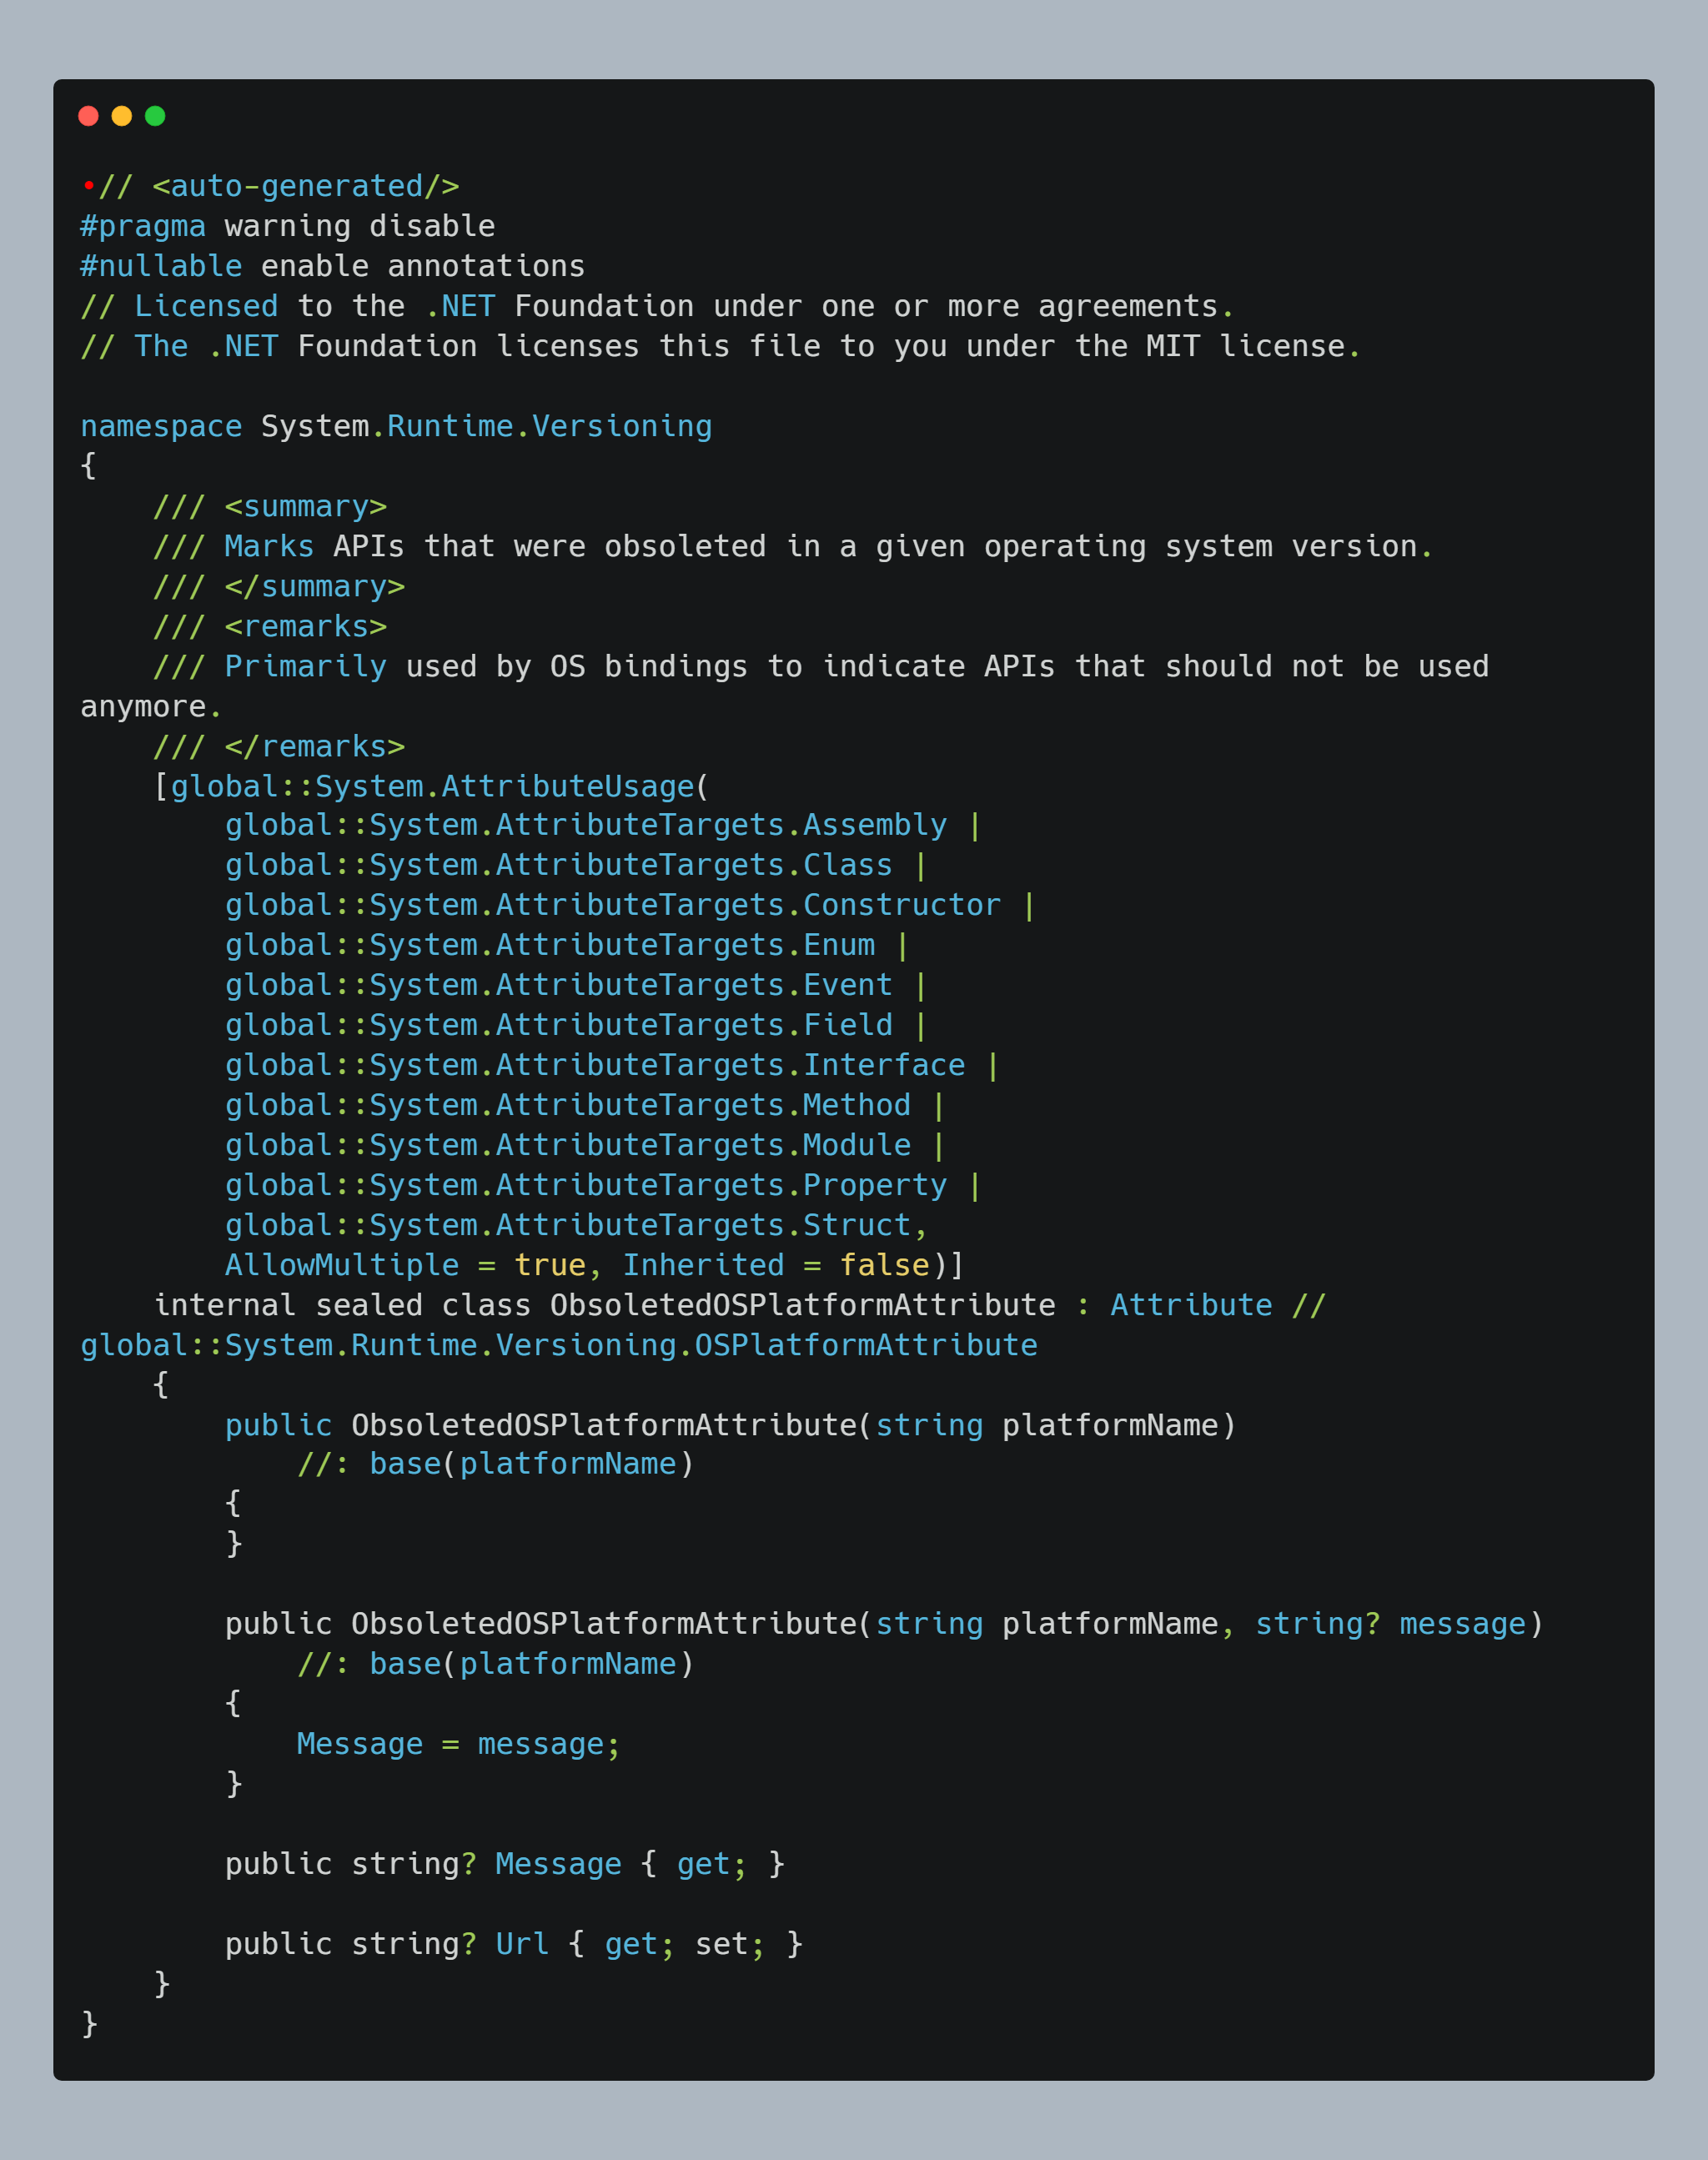 •// <auto-generated/>
#pragma warning disable
#nullable enable annotations
// Licensed to the .NET Foundation under one or more agreements.
// The .NET Foundation licenses this file to you under the MIT license.

namespace System.Runtime.Versioning
{
    /// <summary>
    /// Marks APIs that were obsoleted in a given operating system version.
    /// </summary>
    /// <remarks>
    /// Primarily used by OS bindings to indicate APIs that should not be used
anymore.
    /// </remarks>
    [global::System.AttributeUsage(
        global::System.AttributeTargets.Assembly |
        global::System.AttributeTargets.Class |
        global::System.AttributeTargets.Constructor |
        global::System.AttributeTargets.Enum |
        global::System.AttributeTargets.Event |
        global::System.AttributeTargets.Field |
        global::System.AttributeTargets.Interface |
        global::System.AttributeTargets.Method |
        global::System.AttributeTargets.Module |
        global::System.AttributeTargets.Property |
        global::System.AttributeTargets.Struct,
        AllowMultiple = true, Inherited = false)]
    internal sealed class ObsoletedOSPlatformAttribute : Attribute //
global::System.Runtime.Versioning.OSPlatformAttribute
    {
        public ObsoletedOSPlatformAttribute(string platformName)
            //: base(platformName)
        {
        }

        public ObsoletedOSPlatformAttribute(string platformName, string? message)
            //: base(platformName)
        {
            Message = message;
        }

        public string? Message { get; }

        public string? Url { get; set; }
    }
}